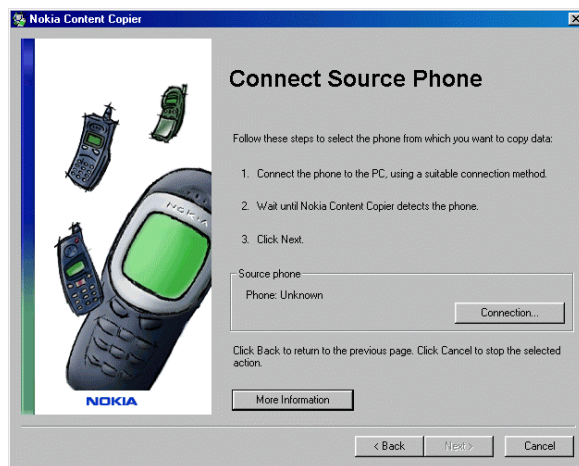 Nokia Content Copier
Connect Source Phone
Follow these steps to select the phone from which you want to copy data:
1. Connect the phone to the PC, using a suitable connection method.
2. Wait until Nokia Content Copier detects the phone.
3. Click Next.
Source phone
Phone: Unknown
Connection...
Click Back to return to the previous page. Click Cancel to stop the selected
action.
More Information
NOKIA
NOKIA
< Back
Next >
Cancel